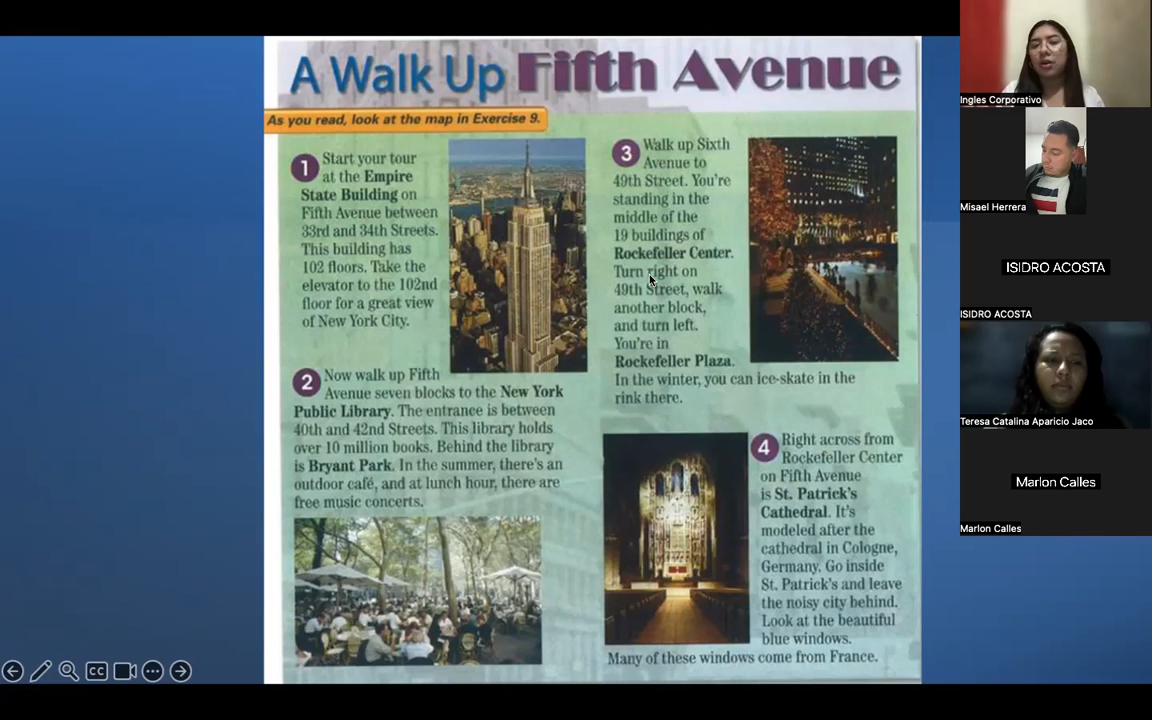 A Walk Up Fifth Avenue
As you read, look at the map in Exercise 9.
1 Start your tour
at the Empire
State Building on
Fifth Avenue between
33rd and 34th Streets.
This building has
102 floors. Take the
elevator to the 102nd
floor for a great view
of New York City.
2 Now walk up Fifth
Avenue seven blocks to the New York
Public Library. The entrance is between
40th and 42nd Streets. This library holds
over 10 million books. Behind the library
is Bryant Park. In the summer, there's an
outdoor café, and at lunch hour, there are
free music concerts.
3 Walk up Sixth
Avenue to
49th Street. You're
standing in the
middle of the
19 buildings of
Rockefeller Center.
Turn right on
49th Street, walk
another block,
and turn left.
You're in
Rockefeller Plaza.
In the winter, you can ice-skate in the
rink there.
4 Right across from
Rockefeller Center
on Fifth Avenue
is St. Patrick's
Cathedral. It's
modeled after the
cathedral in Cologne,
Germany. Go inside
St. Patrick's and leave
the noisy city behind.
Look at the beautiful
blue windows.
Many of these windows come from France.
CC
Ingles Corporativo
Misael Herrera
ISIDRO ACOSTA
ISIDRO ACOSTA
Teresa Catalina Aparicio Jaco
Marlon Calles
Marlon Calles